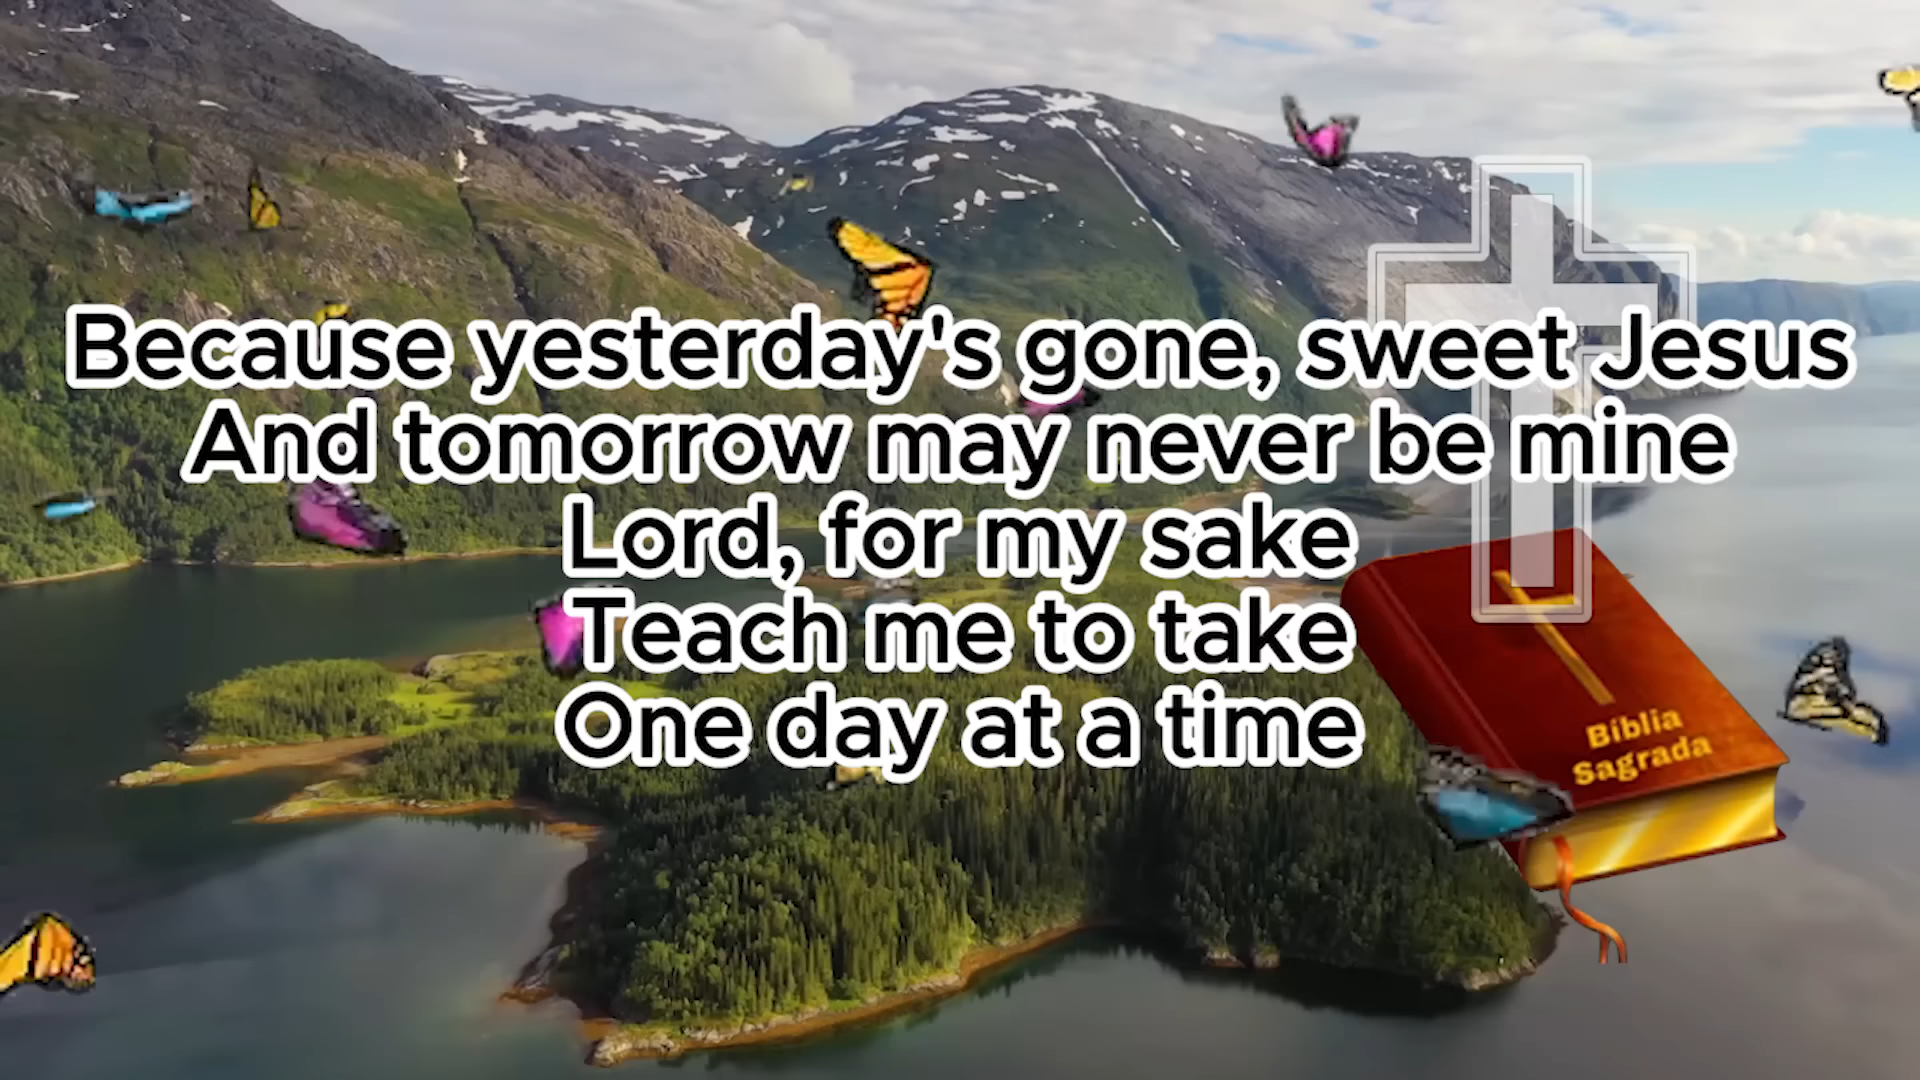 Because yesterday's gone, sweet Jesus
And tomorrow may never be mine
Lord, for my sake
Teach me to take
One day at a time
Bíblia
Sagrada